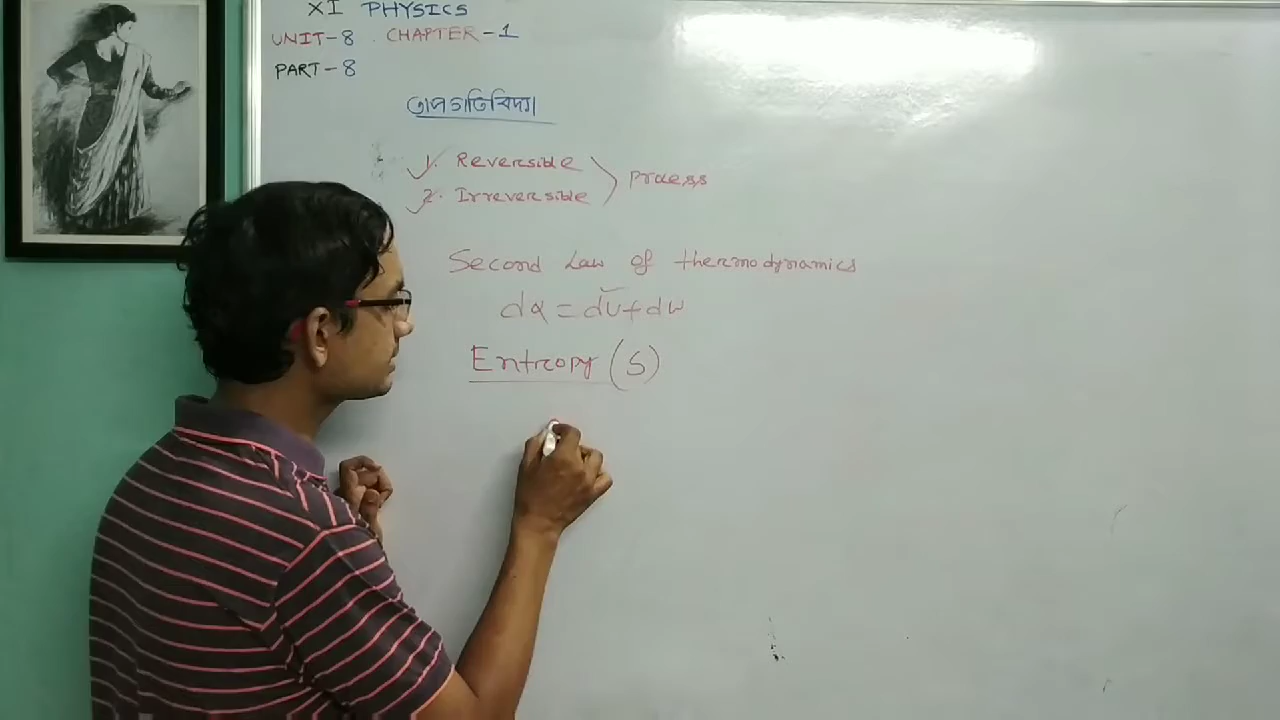 XI PHYSICS
UNIT-8 CHAPTER-1
PART-8
তাপগতিবিদ্যা
1. Reversible
2. Irreversible } process
Second Law of thermodynamics
dQ = dU + dW
Entropy (S)